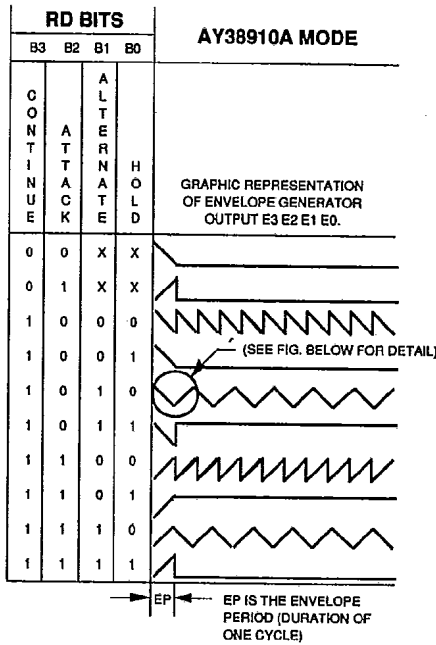 RD BITS
AY38910A MODE
B3 B2 B1 B0
CONTINUE
ATTACK
ALTERNATE
HOLD
GRAPHIC REPRESENTATION
OF ENVELOPE GENERATOR
OUTPUT E3 E2 E1 E0.
0 0 X X
0 1 X X
1 0 0 0
1 0 0 1
(SEE FIG. BELOW FOR DETAIL)
1 0 1 0
1 0 1 1
1 1 0 0
1 1 0 1
1 1 1 0
1 1 1 1
EP
EP IS THE ENVELOPE
PERIOD (DURATION OF
ONE CYCLE)